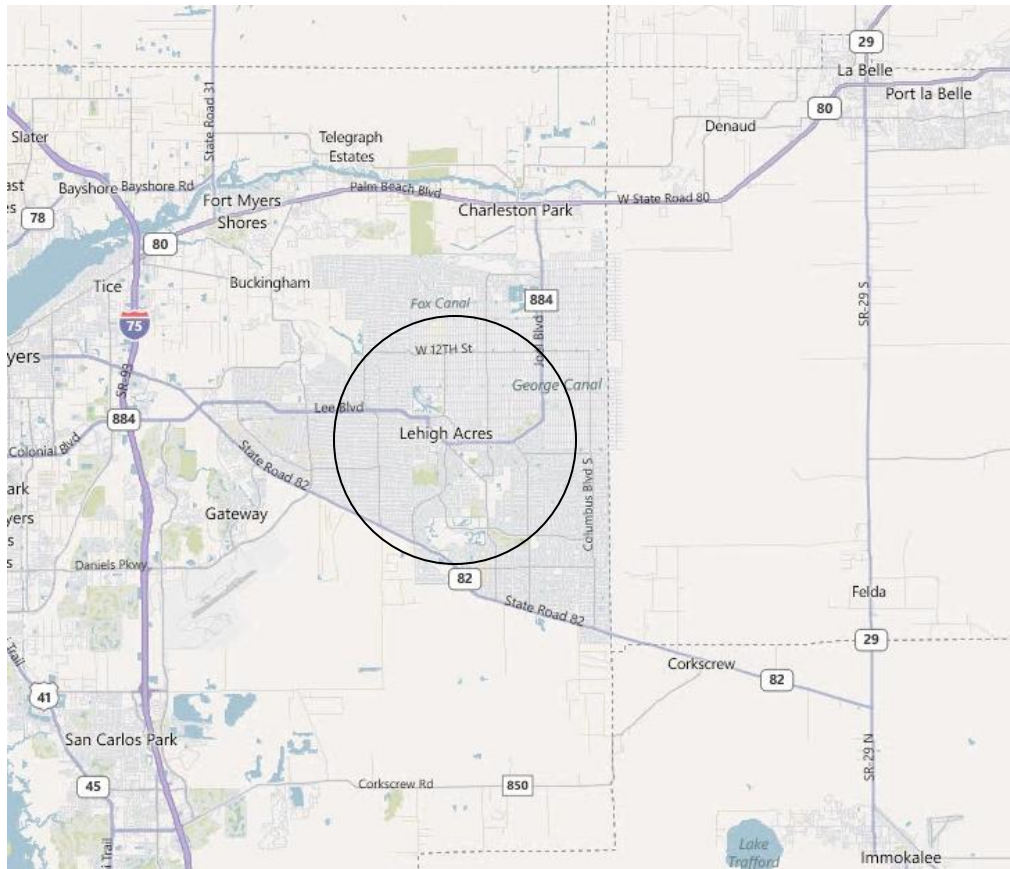 29
La Belle
Port la Belle
State Road 31
80
Slater
Telegraph
Estates
Denaud
Bayshore
Bayshore Rd
Palm Beach Blvd
W State Road 80
78
Fort Myers
Shores
Charleston Park
80
Tice
Buckingham
Fox Canal
884
SR-29 S
75
W 12TH ST
Joel Blvd
SR-93
George Canal
884
Lee Blvd
Lehigh Acres
Colonial Blvd
State Road 82
Columbus Blvd S
Gateway
Daniels Pkwy
82
State Road 82
Felda
29
Corkscrew
82
41
San Carlos Park
SR-29 N
45
Corkscrew Rd
850
Lake
Trafford
Immokalee